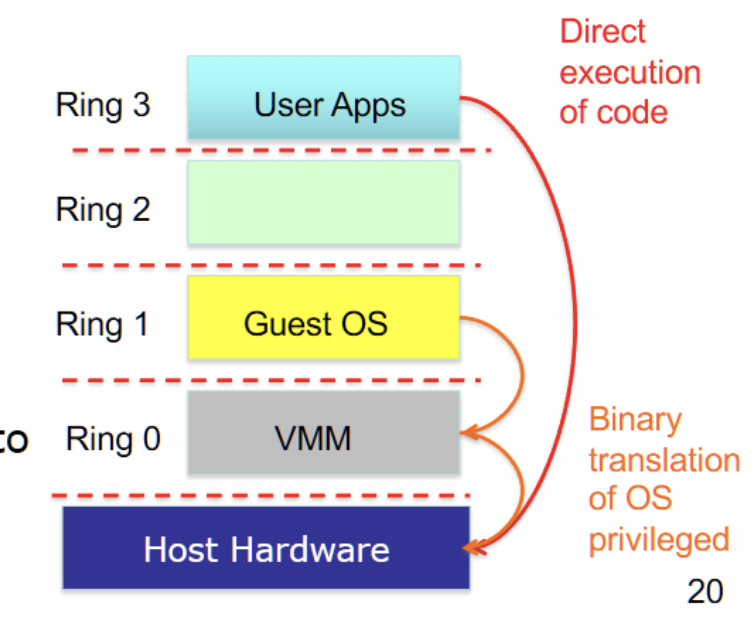 Direct
execution
of code
Ring 3
User Apps
Ring 2
Ring 1
Guest OS
to
Ring 0
VMM
Binary
translation
of OS
privileged
Host Hardware
20